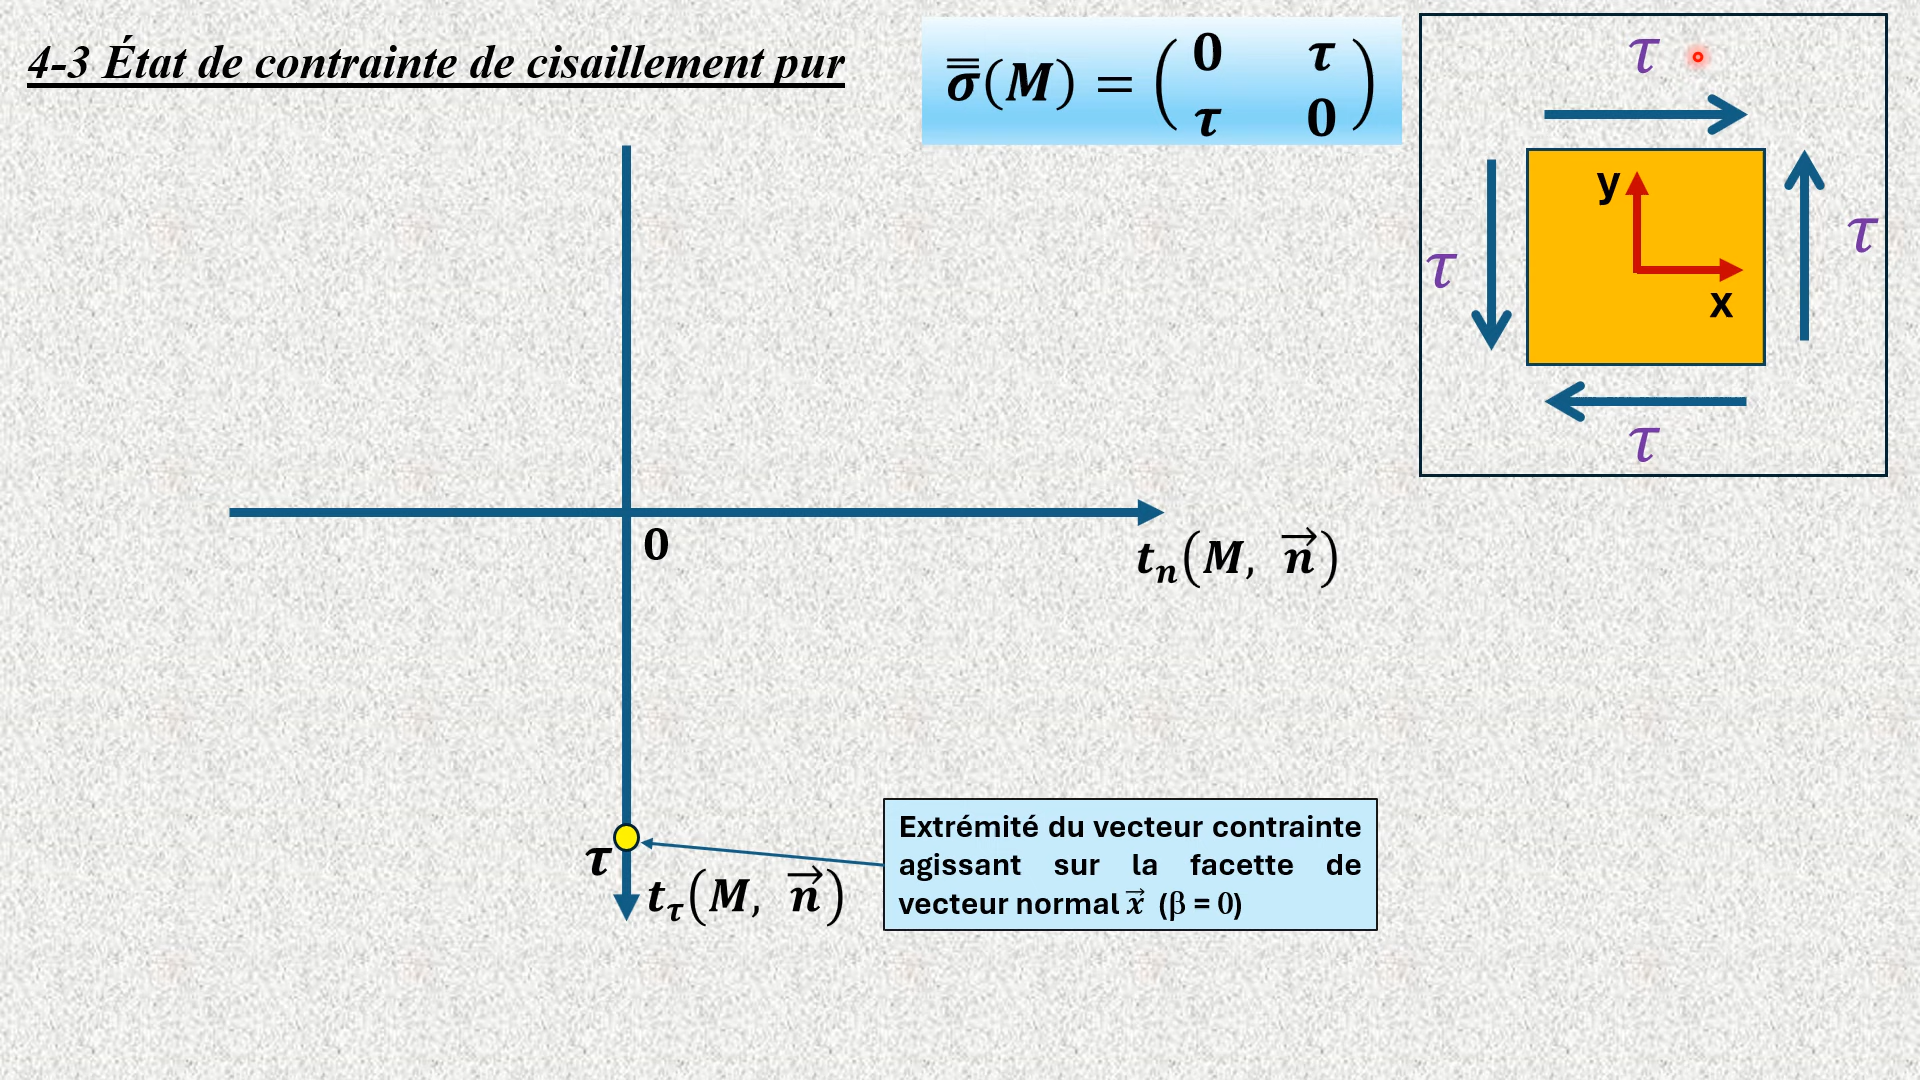 4-3 État de contrainte de cisaillement pur
σ̿(M) = (0 τ
τ 0)
τ
y
τ
τ
x
τ
0
tₙ(M, n⃗)
τ
t_τ(M, n⃗)
Extrémité du vecteur contrainte
agissant sur la facette de
vecteur normal x⃗ (β = 0)